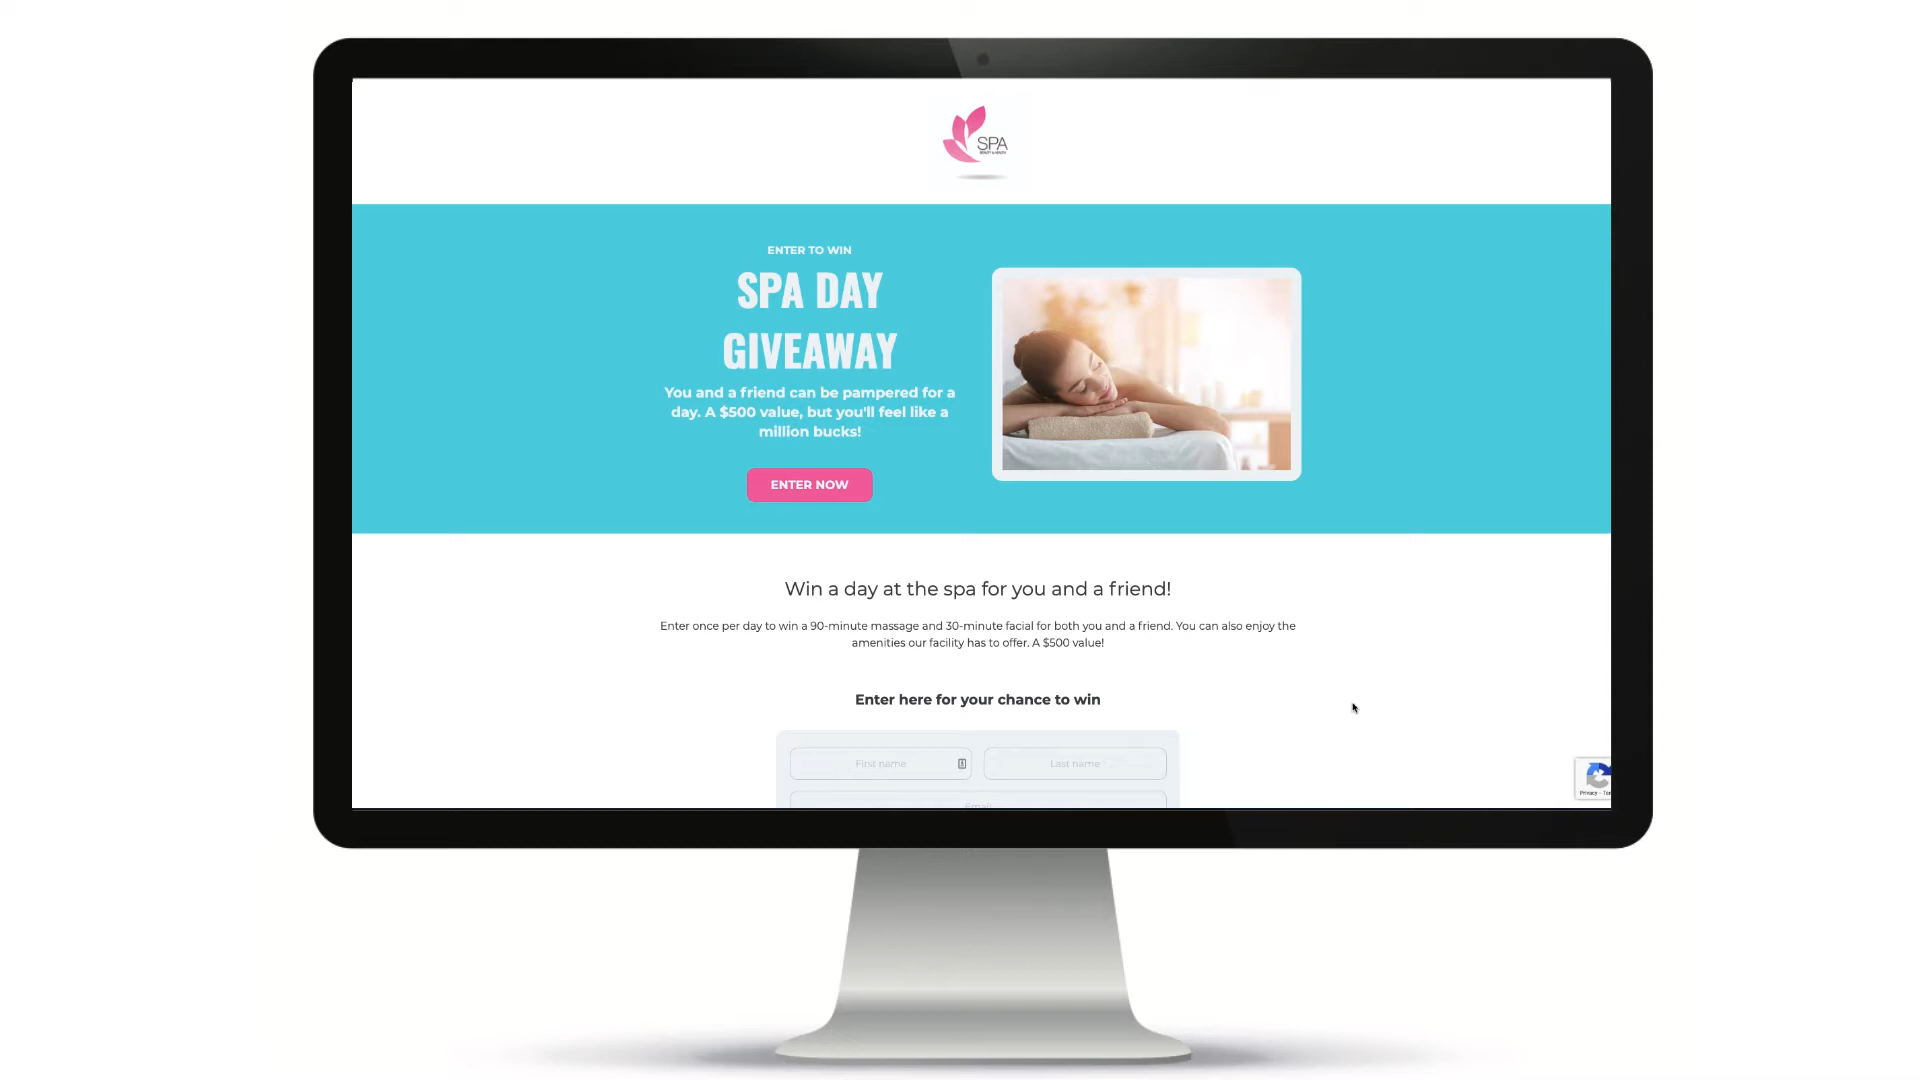 SPA
BEAUTY & HEALTH
ENTER TO WIN
SPA DAY
GIVEAWAY
You and a friend can be pampered for a
day. A $500 value, but you'll feel like a
million bucks!
ENTER NOW
Win a day at the spa for you and a friend!
Enter once per day to win a 90-minute massage and 30-minute facial for both you and a friend. You can also enjoy the
amenities our facility has to offer. A $500 value!
Enter here for your chance to win
First name
Last name
Email
Privacy -